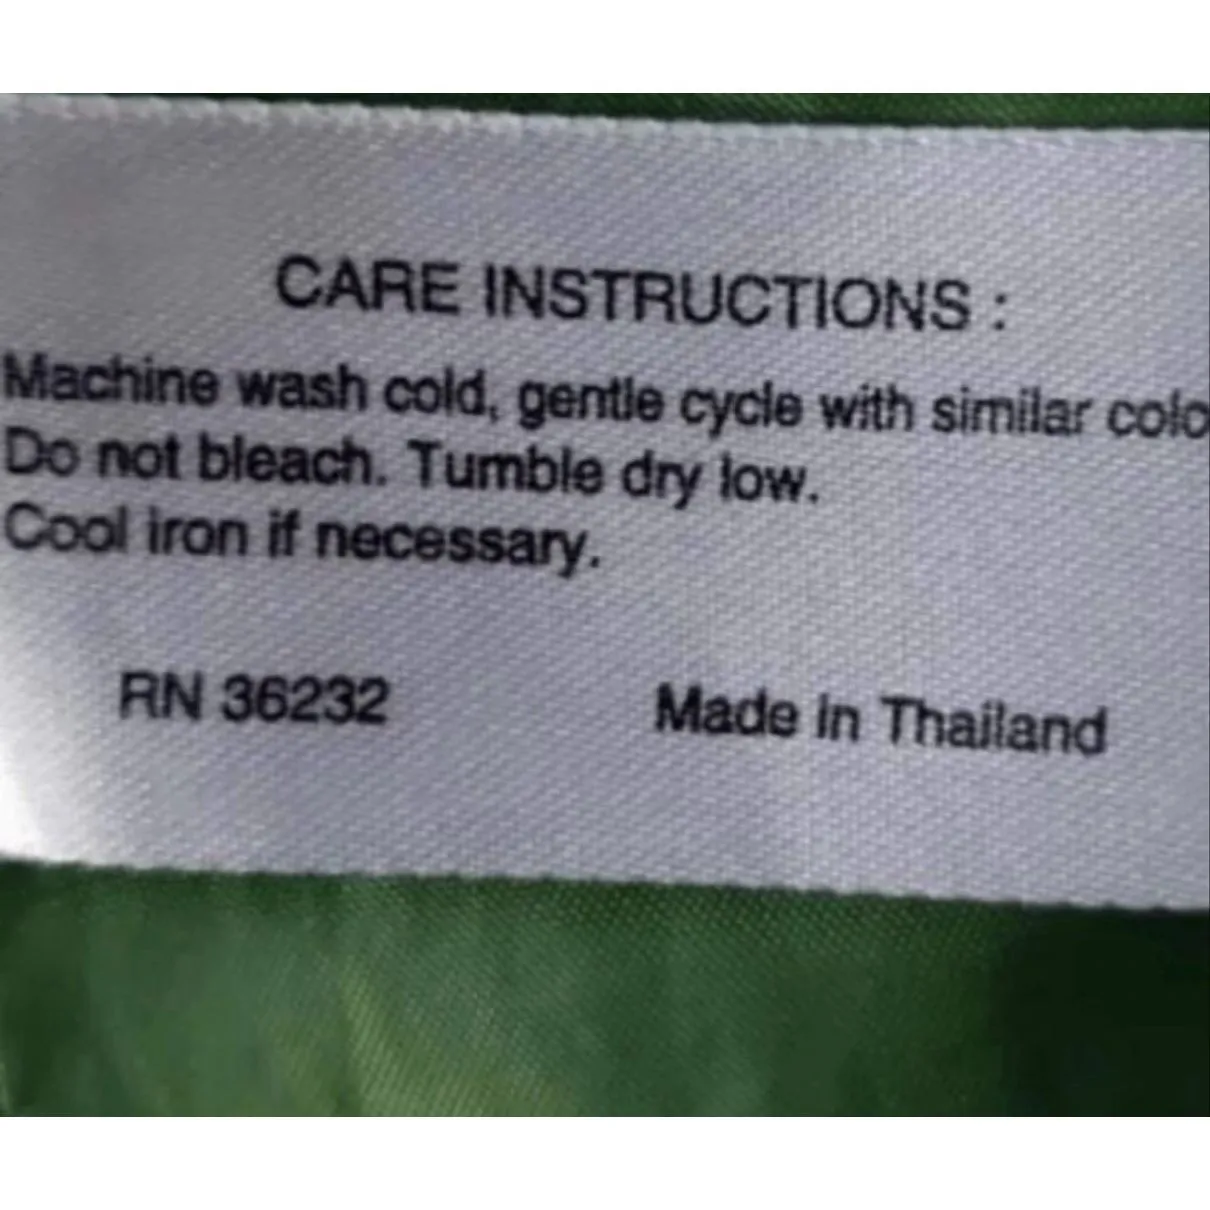 CARE INSTRUCTIONS :
Machine wash cold, gentle cycle with similar colo
Do not bleach. Tumble dry low.
Cool iron if necessary.
RN 36232 Made in Thailand